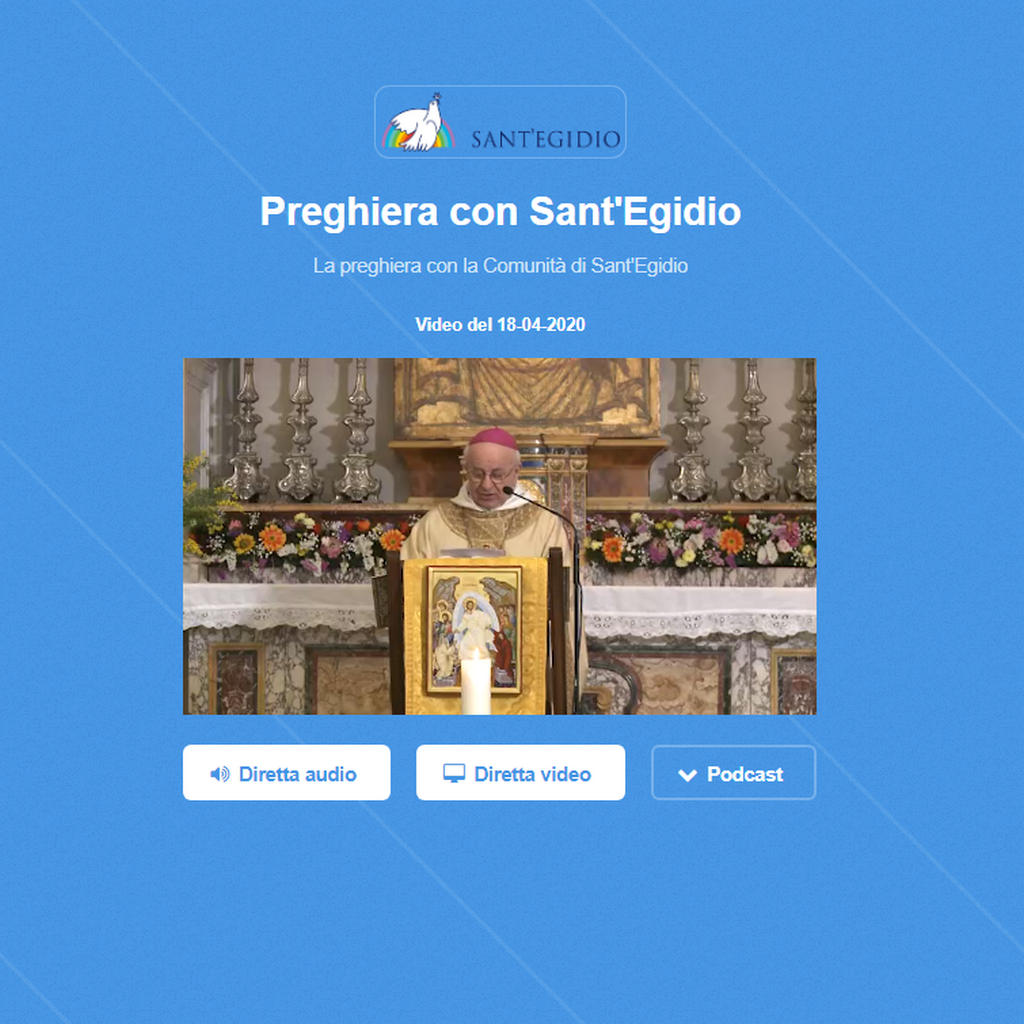 SANT'EGIDIO
Preghiera con Sant'Egidio
La preghiera con la Comunità di Sant'Egidio
Video del 18-04-2020
Diretta audio
Diretta video
Podcast